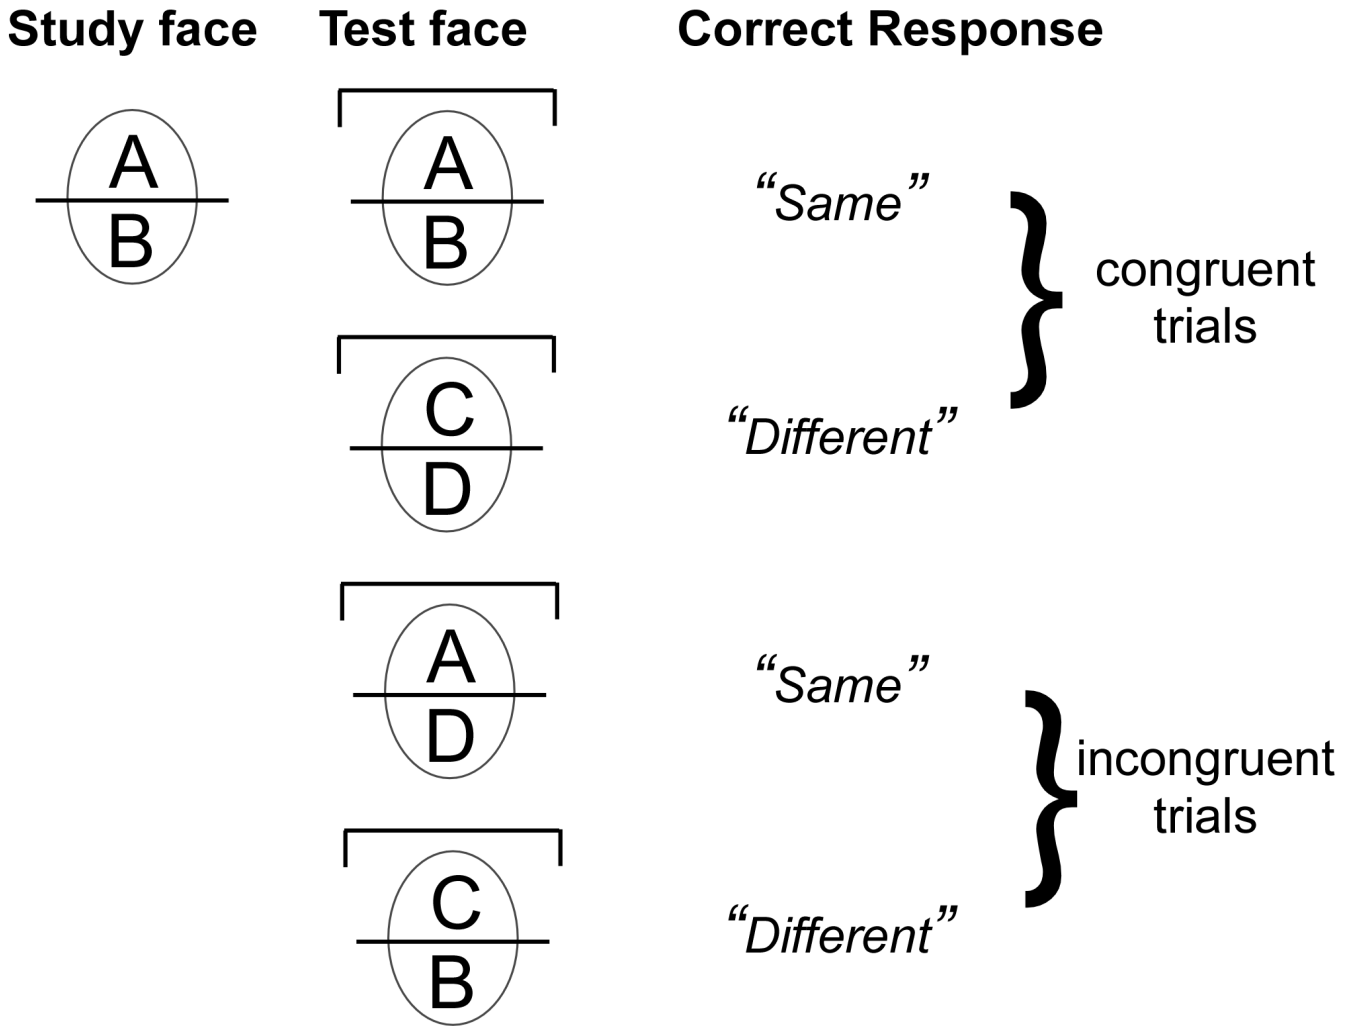 Study face
Test face
Correct Response
A
B
A
B
“Same”
C
D
“Different”
congruent
trials
A
D
“Same”
C
B
“Different”
incongruent
trials